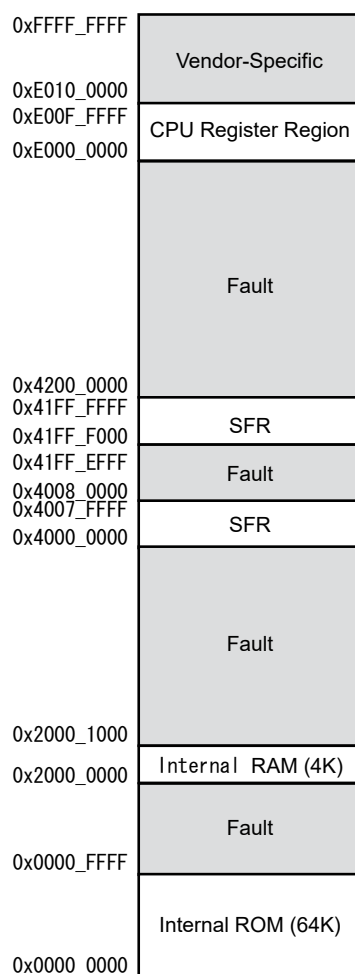 0xFFFF_FFFF
Vendor-Specific
0xE010_0000
0xE00F_FFFF
CPU Register Region
0xE000_0000
Fault
0x4200_0000
0x41FF_FFFF
SFR
0x41FF_F000
0x41FF_EFFF
Fault
0x4008_0000
0x4007_FFFF
SFR
0x4000_0000
Fault
0x2000_1000
Internal RAM (4K)
0x2000_0000
Fault
0x0000_FFFF
Internal ROM (64K)
0x0000_0000